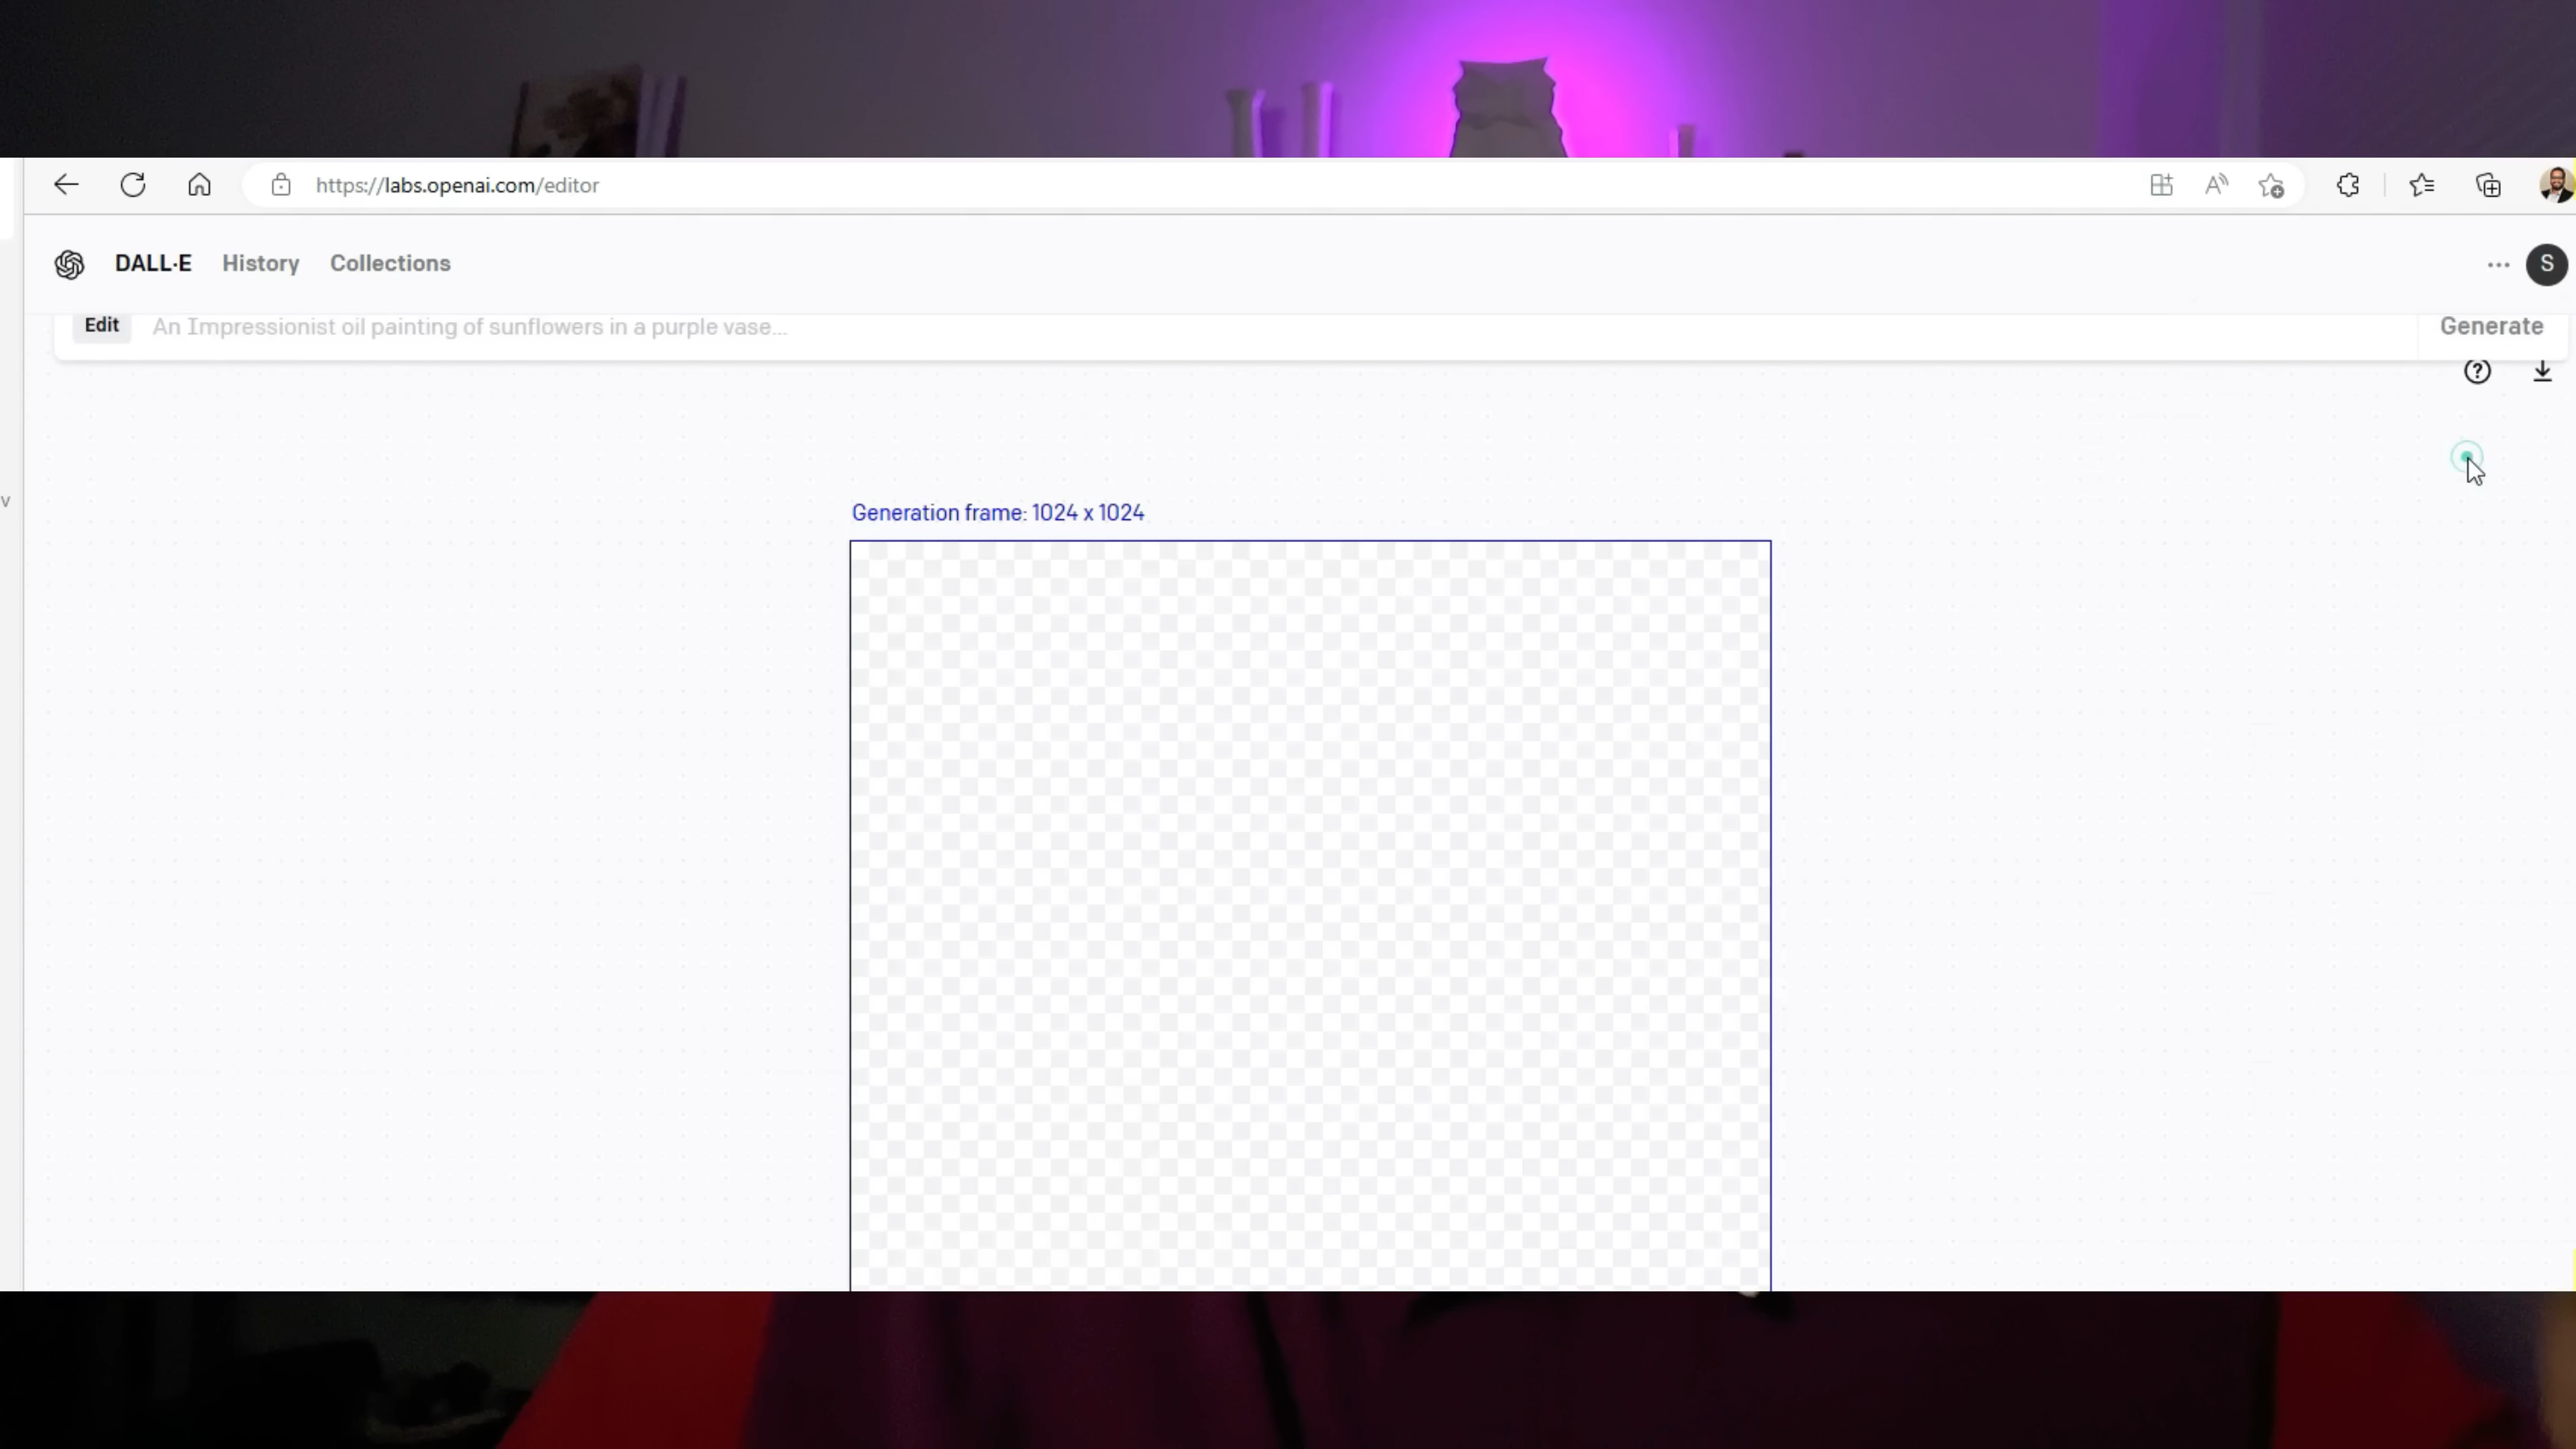 https://labs.openai.com/editor
DALL·E History Collections
S
Edit An Impressionist oil painting of sunflowers in a purple vase... Generate
v
Generation frame: 1024 x 1024